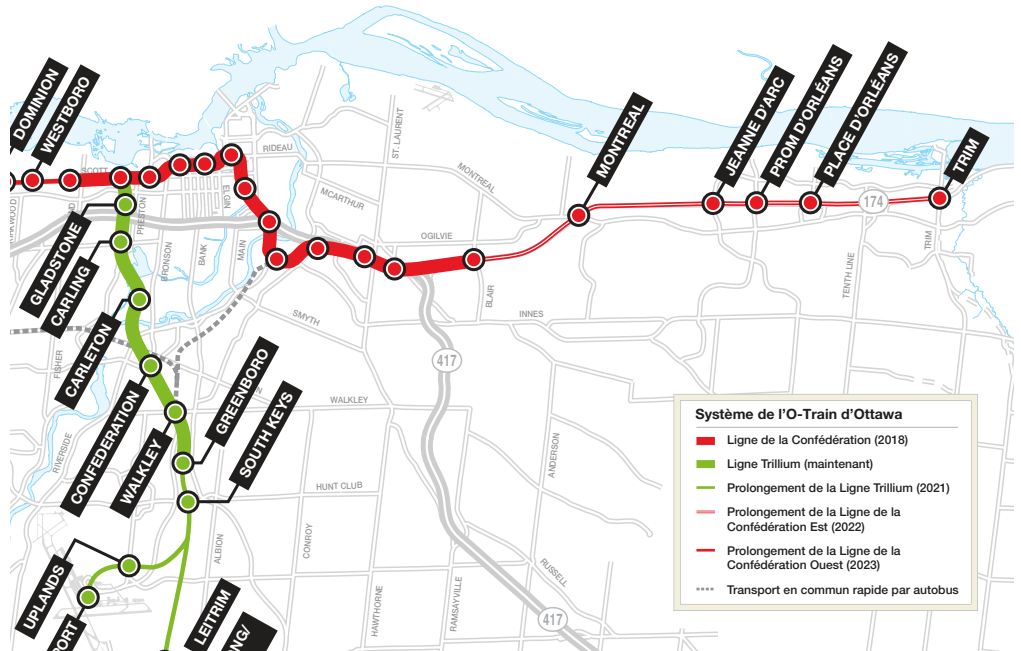 DOMINION
WESTBORO
MONTREAL
JEANNE D'ARC
PROM D'ORLÉANS
PLACE D'ORLÉANS
TRIM
ST. LAURENT
RIDEAU
SCOTT
MONTREAL
MCARTHUR
ELGIN
PRESTON
174
OGILVIE
GLADSTONE
BRONSON
BANK
MAIN
TRIM
TENTH LINE
CARLING
BLAIR
SMYTH
INNES
FISHER
417
CARLETON
GREENBORO
CONFEDERATION
WALKLEY
WALKLEY
SOUTH KEYS
RIVERSIDE
ANDERSON
HUNT CLUB
Système de l'O-Train d'Ottawa
Ligne de la Confédération (2018)
Ligne Trillium (maintenant)
Prolongement de la Ligne Trillium (2021)
Prolongement de la Ligne de la
Confédération Est (2022)
Prolongement de la Ligne de la
Confédération Ouest (2023)
Transport en commun rapide par autobus
ALBION
CONROY
UPLANDS
RUSSELL
HAWTHORNE
RAMSAYVILLE
LEITRIM
417